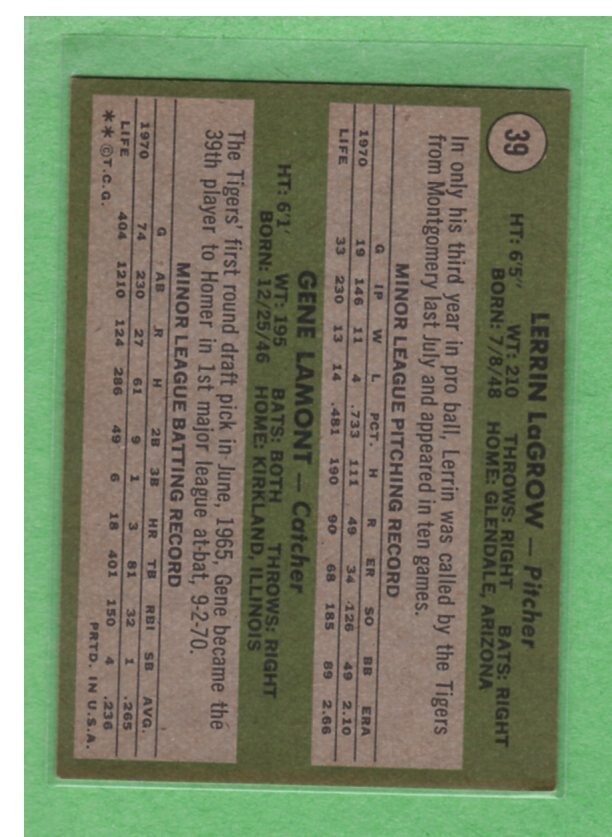 39
LERRIN LaGROW — Pitcher
HT: 6'5" WT: 210 THROWS: RIGHT BATS: RIGHT
BORN: 7/8/48 HOME: GLENDALE, ARIZONA
In only his third year in pro ball, Lerrin was called by the Tigers
from Montgomery last July and appeared in ten games.
MINOR LEAGUE PITCHING RECORD
G IP W L PCT. H R ER SO BB ERA
1970 19 146 11 4 .733 111 49 34 ·126 49 2.10
LIFE 33 230 13 14 .481 190 90 68 185 89 2.66
GENE LAMONT — Catcher
HT: 6'1' WT: 195 BATS: BOTH THROWS: RIGHT
BORN: 12/25/46 HOME: KIRKLAND, ILLINOIS
The Tigers' first round draft pick in June, 1965, Gene became the
39th player to Homer in 1st major league at-bat, 9-2-70.
MINOR LEAGUE BATTING RECORD
G AB R H 2B 3B HR TB RBI SB AVG.
1970 74 230 27 61 9 1 3 81 32 1 .265
LIFE 404 1210 124 286 49 6 18 401 150 4 .236
** © T.C.G. PRTD. IN U.S.A.